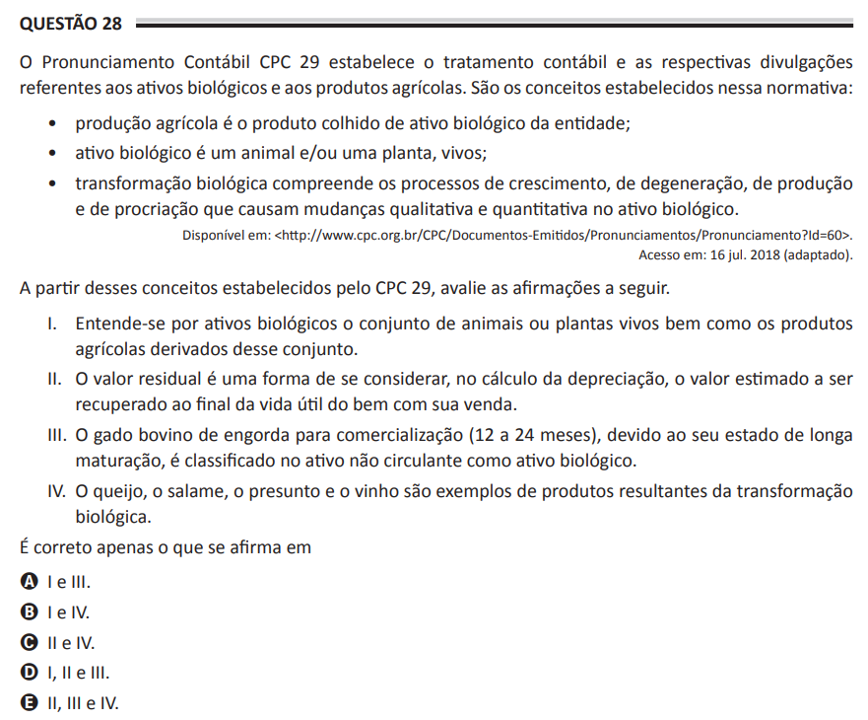 QUESTÃO 28
O Pronunciamento Contábil CPC 29 estabelece o tratamento contábil e as respectivas divulgações
referentes aos ativos biológicos e aos produtos agrícolas. São os conceitos estabelecidos nessa normativa:
• produção agrícola é o produto colhido de ativo biológico da entidade;
• ativo biológico é um animal e/ou uma planta, vivos;
• transformação biológica compreende os processos de crescimento, de degeneração, de produção
e de procriação que causam mudanças qualitativa e quantitativa no ativo biológico.
Disponível em: <http://www.cpc.org.br/CPC/Documentos-Emitidos/Pronunciamentos/Pronunciamento?Id=60>.
Acesso em: 16 jul. 2018 (adaptado).
A partir desses conceitos estabelecidos pelo CPC 29, avalie as afirmações a seguir.
I. Entende-se por ativos biológicos o conjunto de animais ou plantas vivos bem como os produtos
agrícolas derivados desse conjunto.
II. O valor residual é uma forma de se considerar, no cálculo da depreciação, o valor estimado a ser
recuperado ao final da vida útil do bem com sua venda.
III. O gado bovino de engorda para comercialização (12 a 24 meses), devido ao seu estado de longa
maturação, é classificado no ativo não circulante como ativo biológico.
IV. O queijo, o salame, o presunto e o vinho são exemplos de produtos resultantes da transformação
biológica.
É correto apenas o que se afirma em
A I e III.
B I e IV.
C II e IV.
D I, II e III.
E II, III e IV.